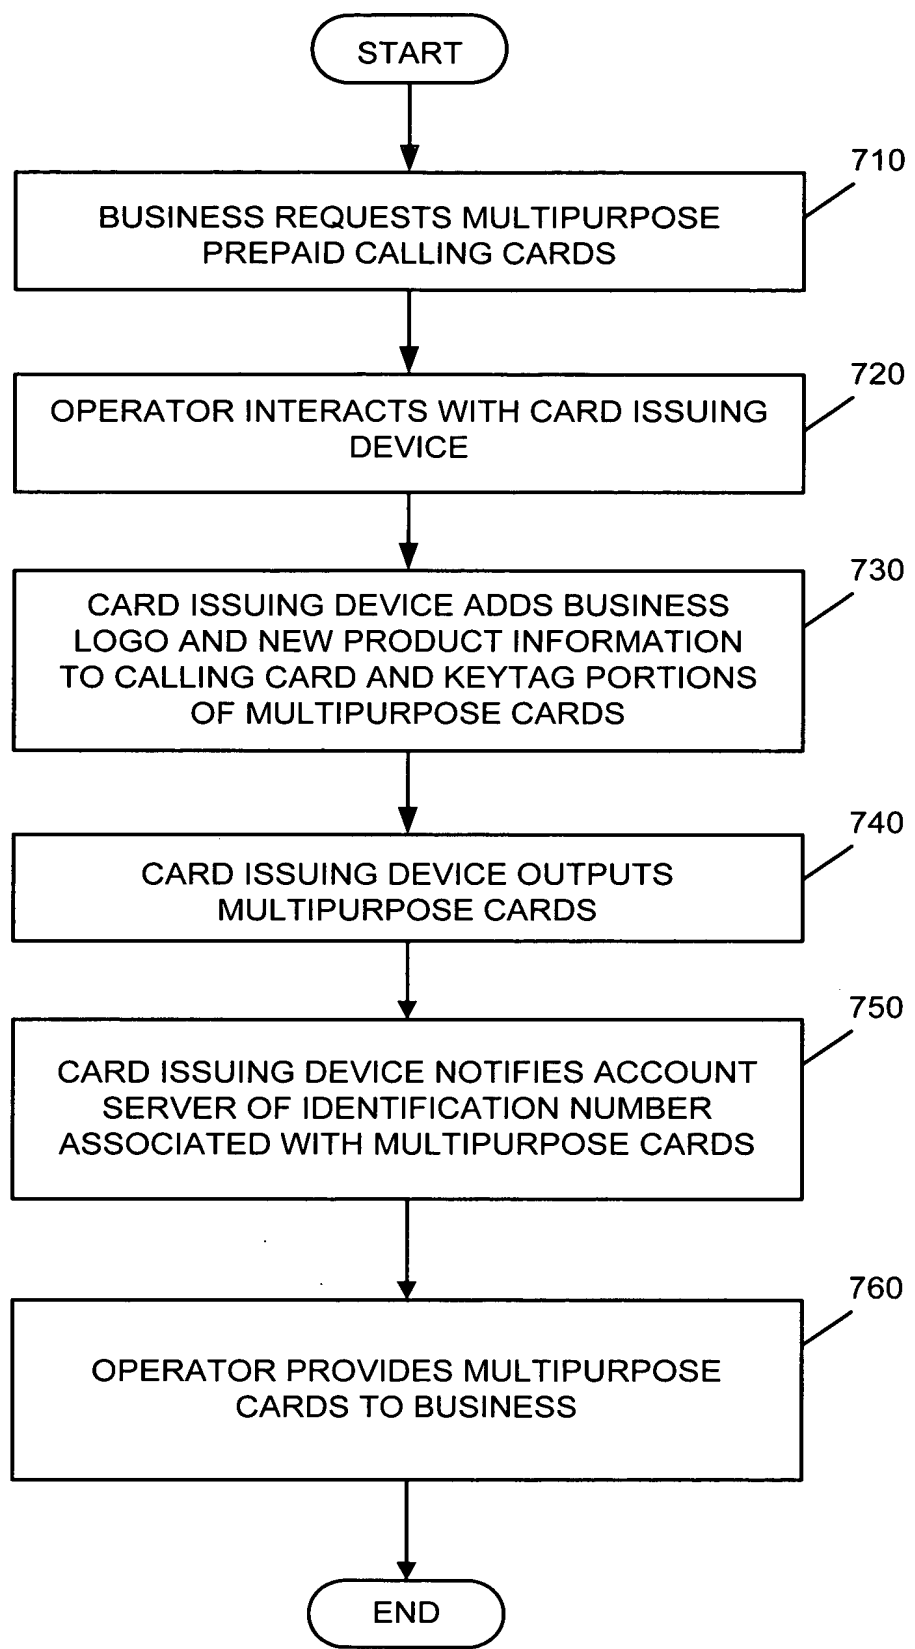 START
710
BUSINESS REQUESTS MULTIPURPOSE
PREPAID CALLING CARDS
720
OPERATOR INTERACTS WITH CARD ISSUING
DEVICE
730
CARD ISSUING DEVICE ADDS BUSINESS
LOGO AND NEW PRODUCT INFORMATION
TO CALLING CARD AND KEYTAG PORTIONS
OF MULTIPURPOSE CARDS
740
CARD ISSUING DEVICE OUTPUTS
MULTIPURPOSE CARDS
750
CARD ISSUING DEVICE NOTIFIES ACCOUNT
SERVER OF IDENTIFICATION NUMBER
ASSOCIATED WITH MULTIPURPOSE CARDS
760
OPERATOR PROVIDES MULTIPURPOSE
CARDS TO BUSINESS
END